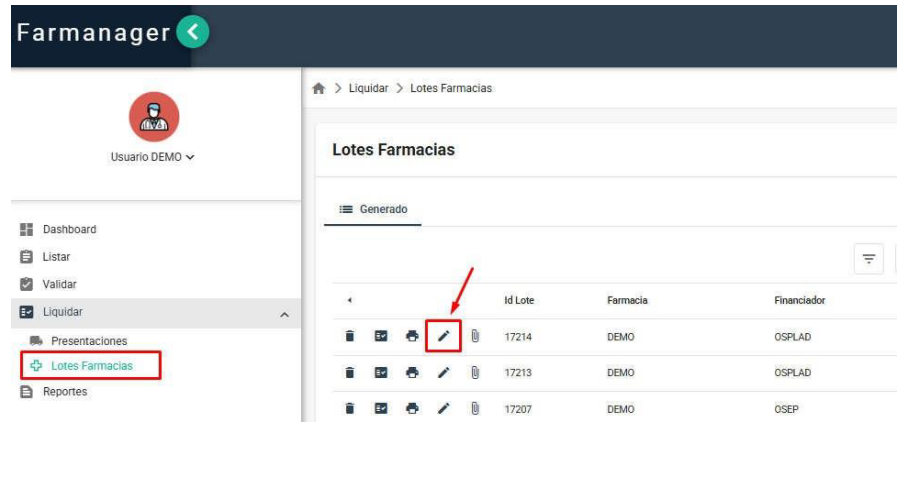 Farmanager
Liquidar > Lotes Farmacias
Usuario DEMO
Lotes Farmacias
Generado
Dashboard
Listar
Validar
Liquidar
Presentaciones
Lotes Farmacias
Reportes
Id Lote Farmacia Financiador
17214 DEMO OSPLAD
17213 DEMO OSPLAD
17207 DEMO OSEP